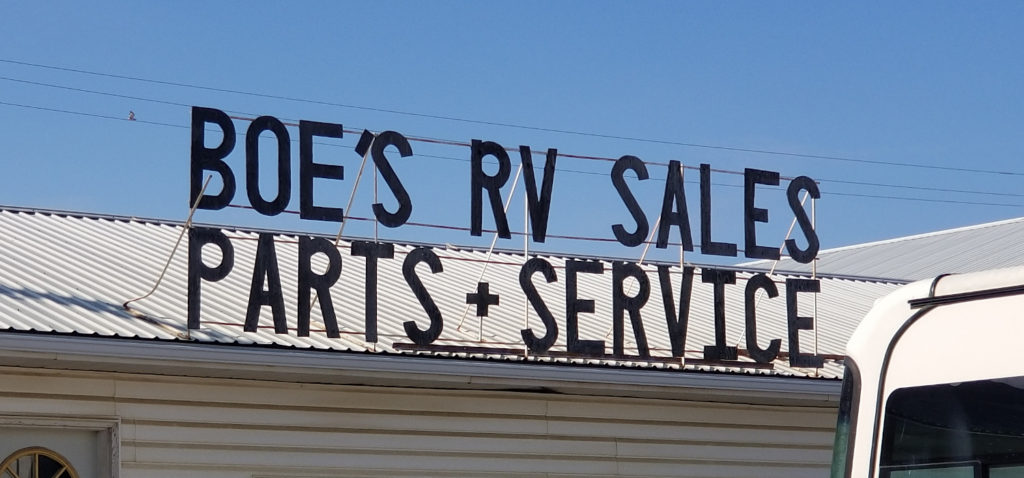 BOE'S RV SALES
PARTS + SERVICE